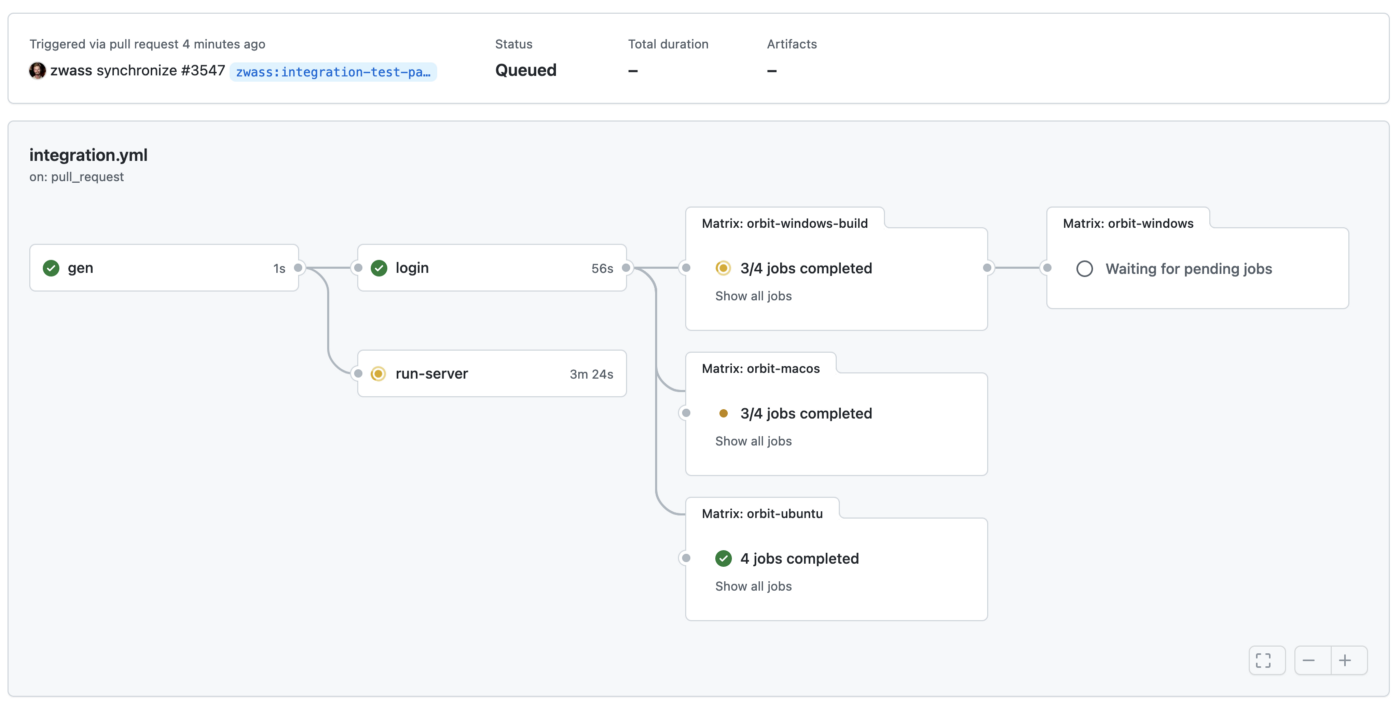 Triggered via pull request 4 minutes ago
zwass synchronize #3547 zwass:integration-test-pa…
Status
Queued
Total duration
–
Artifacts
–
integration.yml
on: pull_request
gen 1s
login 56s
run-server 3m 24s
Matrix: orbit-windows-build
3/4 jobs completed
Show all jobs
Matrix: orbit-macos
3/4 jobs completed
Show all jobs
Matrix: orbit-ubuntu
4 jobs completed
Show all jobs
Matrix: orbit-windows
Waiting for pending jobs